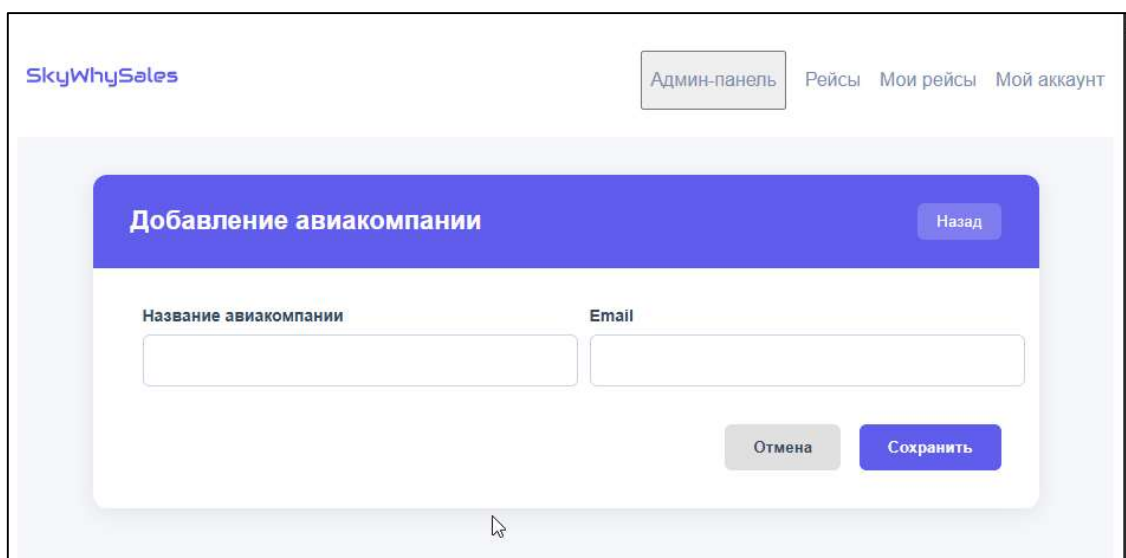 SkyWhySales
Админ-панель Рейсы Мои рейсы Мой аккаунт
Добавление авиакомпании
Назад
Название авиакомпании Email
Отмена Сохранить